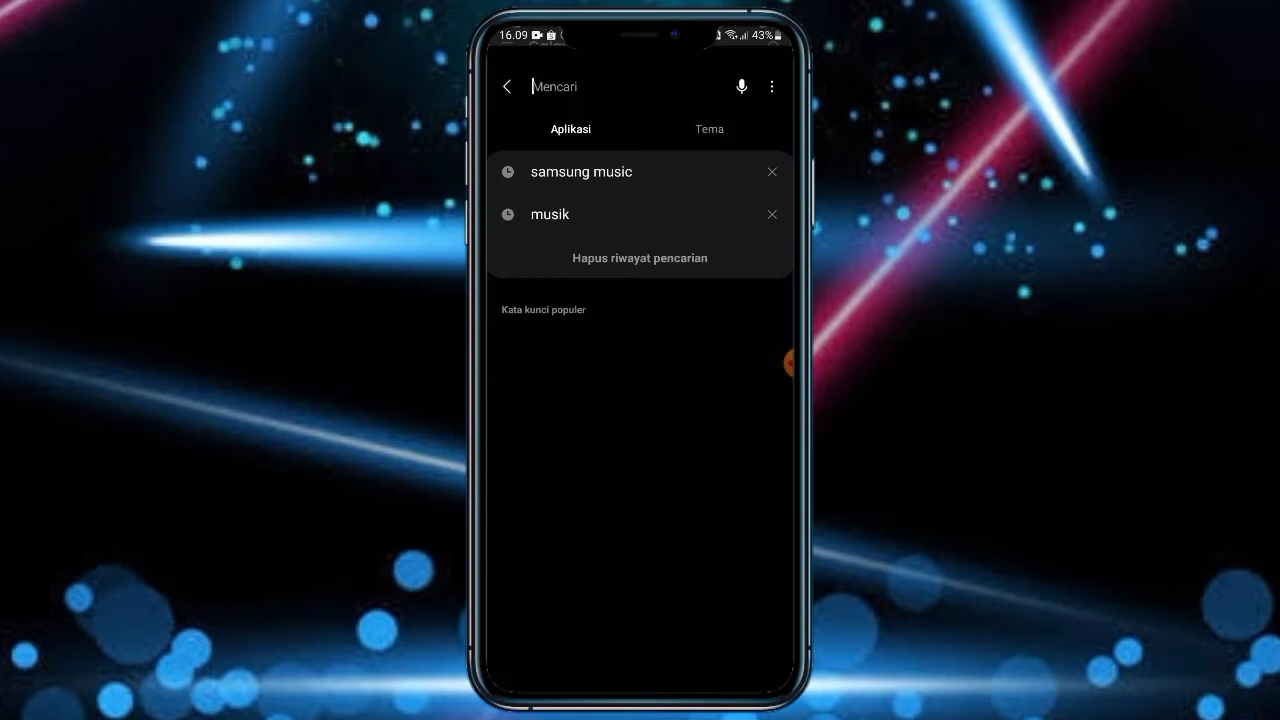 16.09
43%
Mencari
Aplikasi
Tema
samsung music
musik
Hapus riwayat pencarian
Kata kunci populer